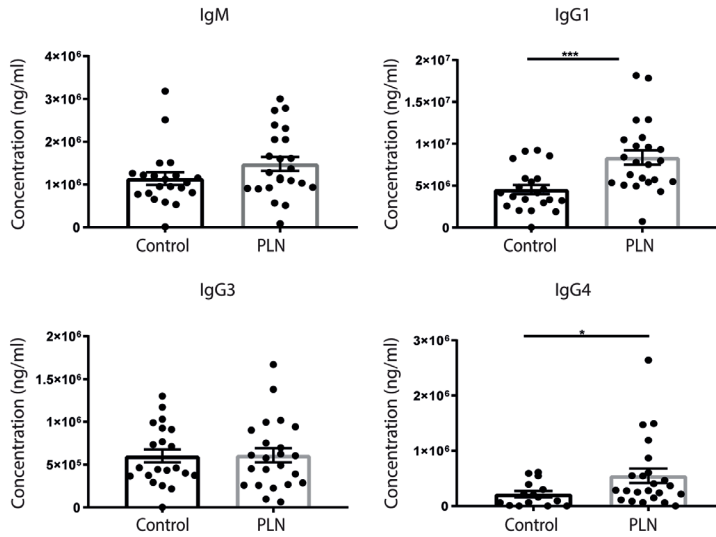 IgM
Concentration (ng/ml)
4×10⁶
3×10⁶
2×10⁶
1×10⁶
0
Control
PLN
IgG1
Concentration (ng/ml)
2×10⁷
1.5×10⁷
1×10⁷
5×10⁶
0
***
Control
PLN
IgG3
Concentration (ng/ml)
2×10⁶
1.5×10⁶
1×10⁶
5×10⁵
0
Control
PLN
IgG4
Concentration (ng/ml)
3×10⁶
2×10⁶
1×10⁶
0
*
Control
PLN